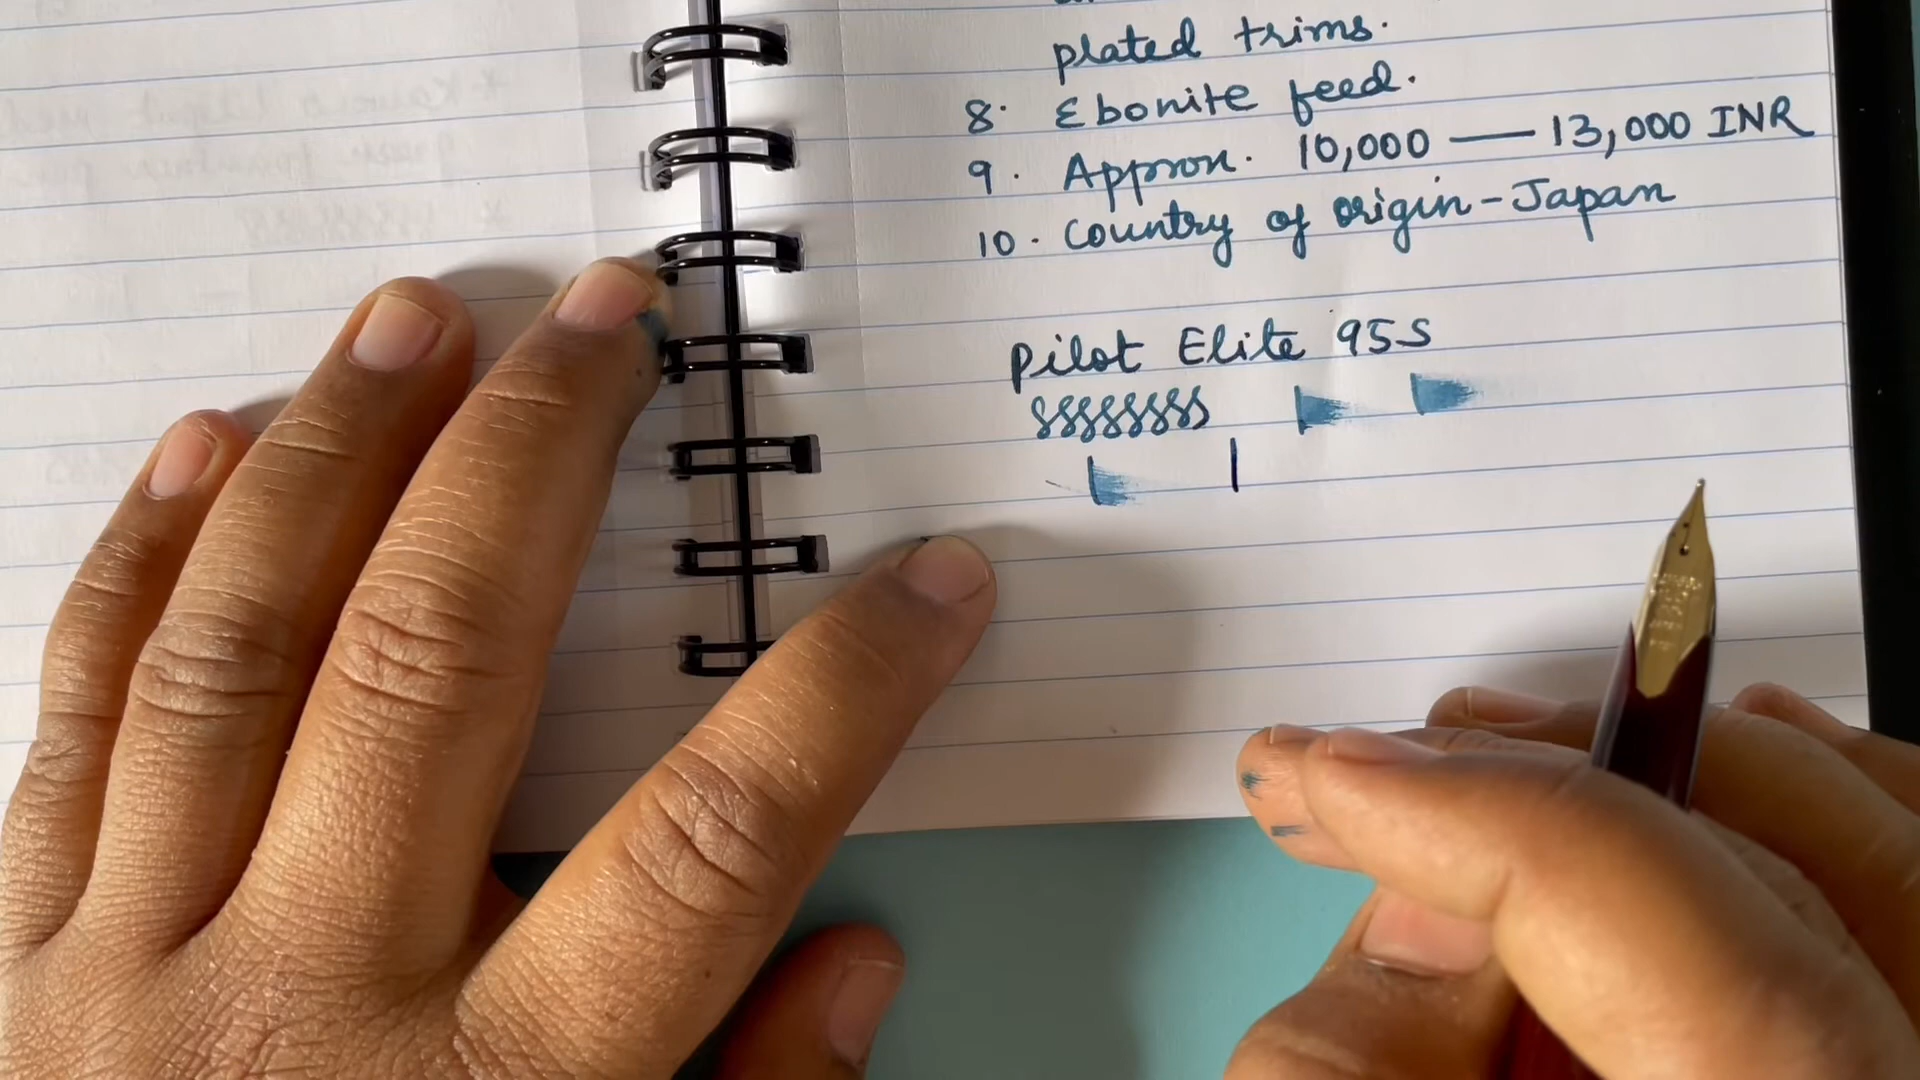 plated trims.
8. Ebonite feed.
9. Approx. 10,000 — 13,000 INR
10. Country of origin - Japan
Pilot Elite 95S